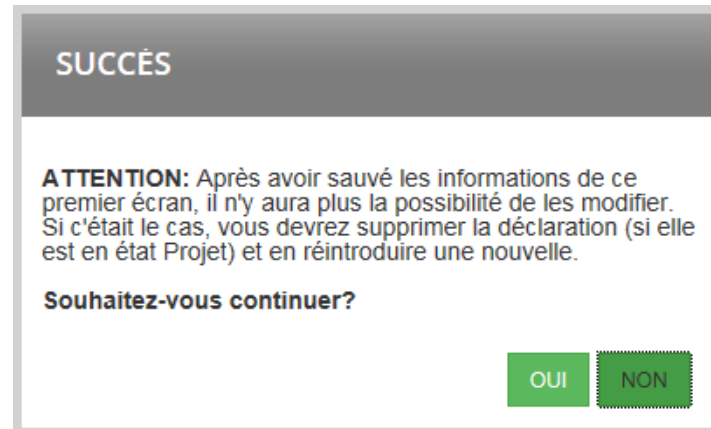 SUCCÈS
ATTENTION: Après avoir sauvé les informations de ce
premier écran, il n'y aura plus la possibilité de les modifier.
Si c'était le cas, vous devrez supprimer la déclaration (si elle
est en état Projet) et en réintroduire une nouvelle.
Souhaitez-vous continuer?
OUI NON